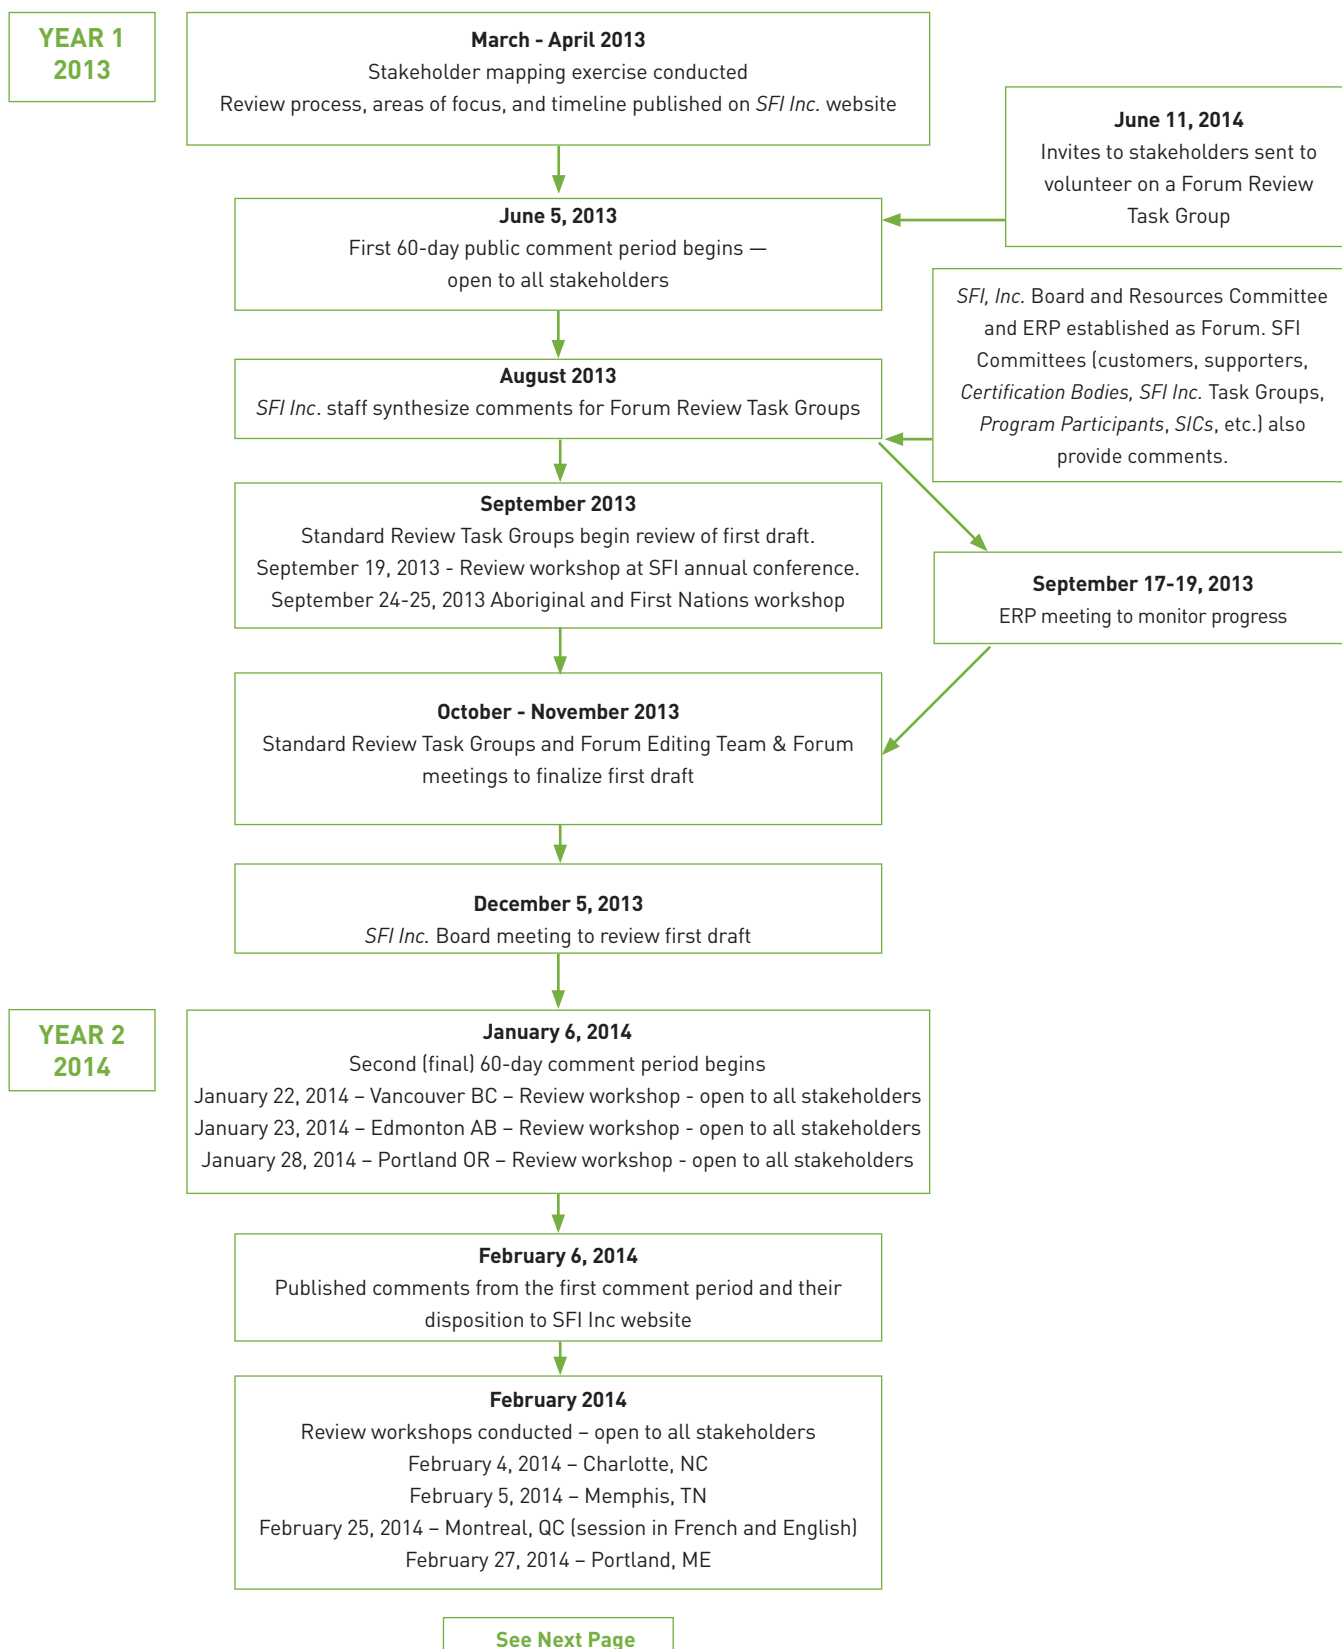 YEAR 1
2013
March - April 2013
Stakeholder mapping exercise conducted
Review process, areas of focus, and timeline published on SFI Inc. website
June 11, 2014
Invites to stakeholders sent to
volunteer on a Forum Review
Task Group
June 5, 2013
First 60-day public comment period begins —
open to all stakeholders
SFI, Inc. Board and Resources Committee
and ERP established as Forum. SFI
Committees (customers, supporters,
Certification Bodies, SFI Inc. Task Groups,
Program Participants, SICs, etc.) also
provide comments.
August 2013
SFI Inc. staff synthesize comments for Forum Review Task Groups
September 2013
Standard Review Task Groups begin review of first draft.
September 19, 2013 - Review workshop at SFI annual conference.
September 24-25, 2013 Aboriginal and First Nations workshop
September 17-19, 2013
ERP meeting to monitor progress
October - November 2013
Standard Review Task Groups and Forum Editing Team & Forum
meetings to finalize first draft
December 5, 2013
SFI Inc. Board meeting to review first draft
YEAR 2
2014
January 6, 2014
Second (final) 60-day comment period begins
January 22, 2014 – Vancouver BC – Review workshop - open to all stakeholders
January 23, 2014 – Edmonton AB – Review workshop - open to all stakeholders
January 28, 2014 – Portland OR – Review workshop - open to all stakeholders
February 6, 2014
Published comments from the first comment period and their
disposition to SFI Inc website
February 2014
Review workshops conducted – open to all stakeholders
February 4, 2014 – Charlotte, NC
February 5, 2014 – Memphis, TN
February 25, 2014 – Montreal, QC (session in French and English)
February 27, 2014 – Portland, ME
See Next Page